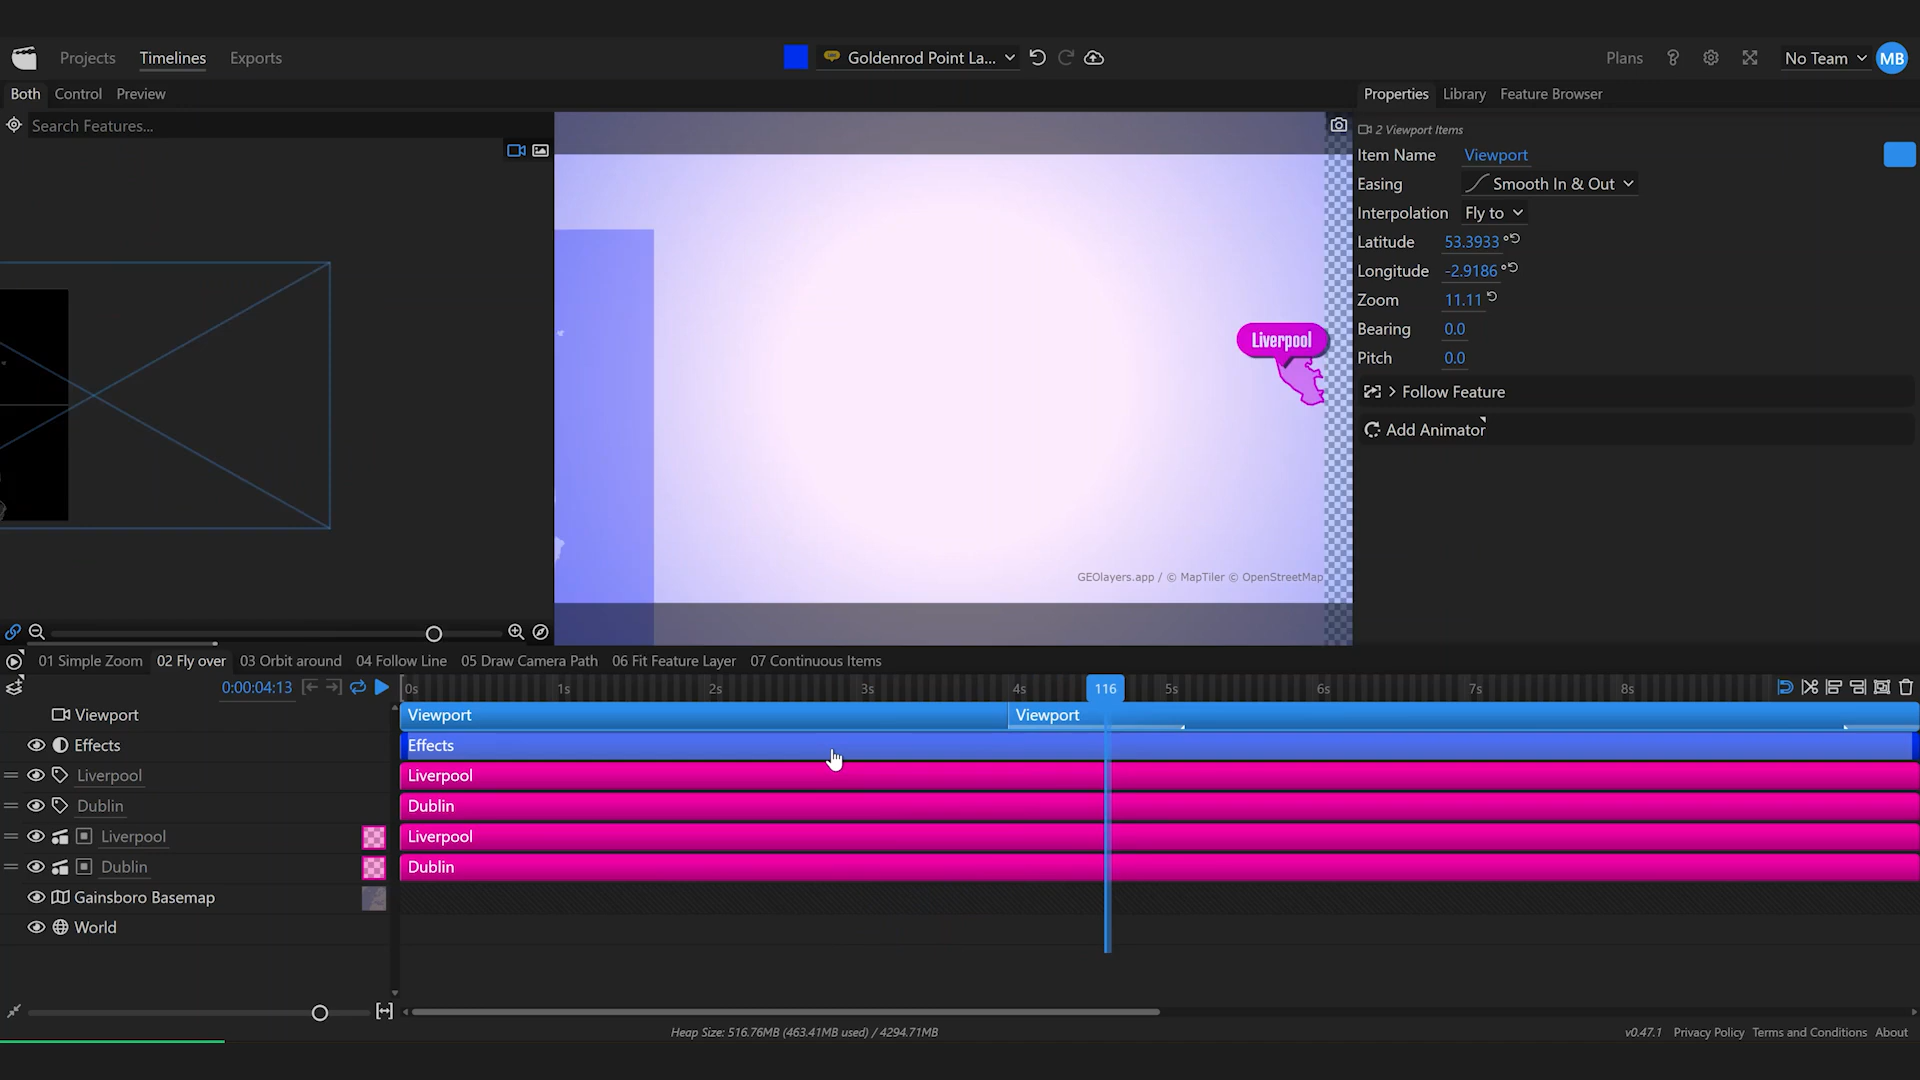 Projects Timelines Exports
Goldenrod Point La...
Plans ? No Team MB
Both Control Preview
Properties Library Feature Browser
Search Features...
2 Viewport Items
Item Name Viewport
Easing Smooth In & Out
Interpolation Fly to
Latitude 53.3933 °
Longitude -2.9186 °
Zoom 11.11
Bearing 0.0
Pitch 0.0
Follow Feature
Add Animator
Liverpool
GEOlayers.app / © MapTiler © OpenStreetMap
01 Simple Zoom 02 Fly over 03 Orbit around 04 Follow Line 05 Draw Camera Path 06 Fit Feature Layer 07 Continuous Items
0:00:04:13 0s 1s 2s 3s 4s 116 5s 6s 7s 8s
Viewport Viewport Viewport
Effects Effects
Liverpool Liverpool
Dublin Dublin
Liverpool Liverpool
Dublin Dublin
Gainsboro Basemap
World
Heap Size: 516.76MB (463.41MB used) / 4294.71MB
v0.47.1 Privacy Policy Terms and Conditions About